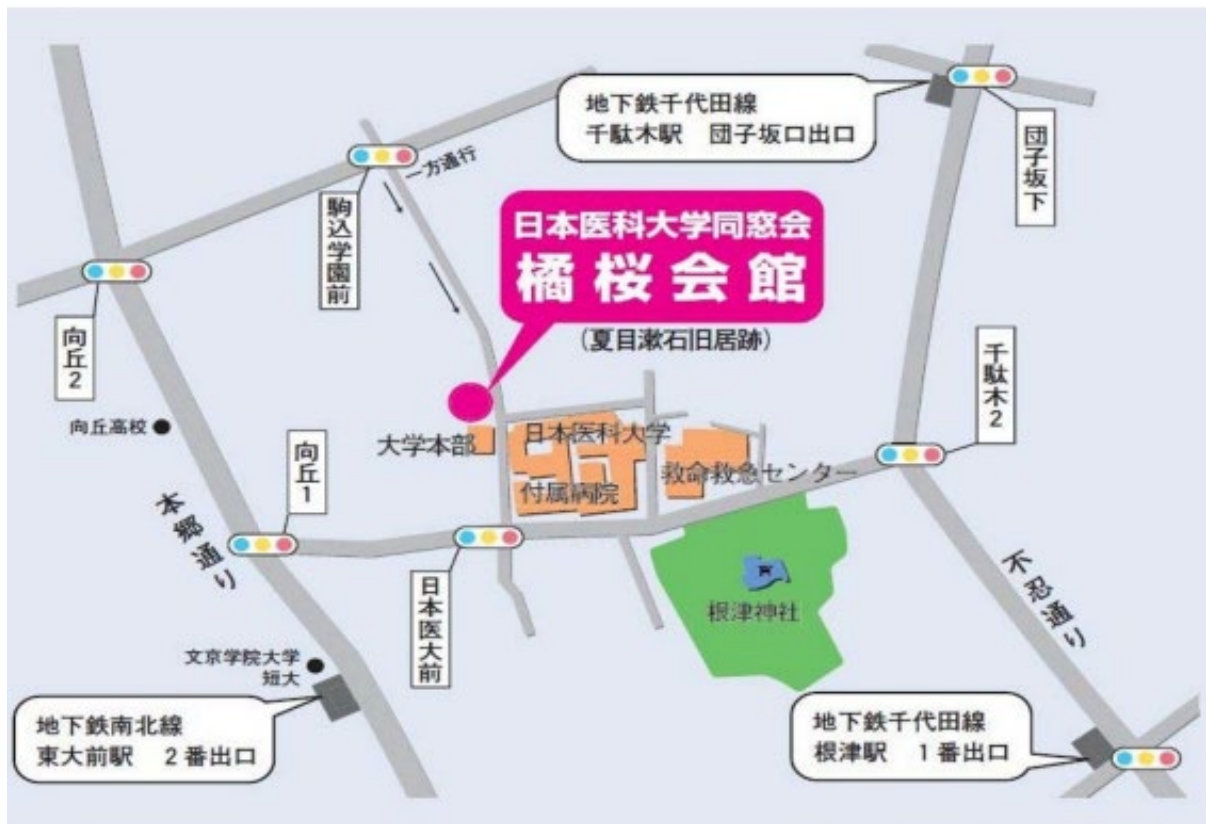 地下鉄千代田線
千駄木駅 団子坂口出口
団子坂下
一方通行
駒込学園前
日本医科大学同窓会
橘桜会館
(夏目漱石旧居跡)
向丘2
千駄木2
向丘高校
大学本部
日本医科大学
付属病院
救命救急センター
向丘1
本郷通り
日本医大前
根津神社
不忍通り
文京学院大学
短大
地下鉄南北線
東大前駅 2番出口
地下鉄千代田線
根津駅 1番出口